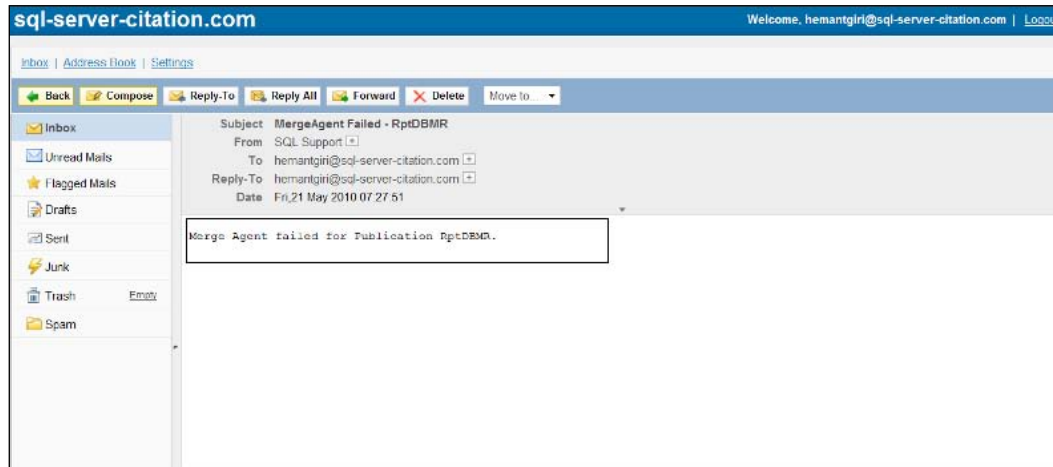 sql-server-citation.com
Welcome, hemantgiri@sql-server-citation.com | Logou
Inbox | Address Book | Settings
Back Compose Reply-To Reply All Forward Delete Move to...
Inbox
Unread Mails
Flagged Mails
Drafts
Sent
Junk
Trash Empty
Spam
Subject MergeAgent Failed - RptDBMR
From SQL Support
To hemantgiri@sql-server-citation.com
Reply-To hemantgiri@sql-server-citation.com
Date Fri,21 May 2010 07:27:51
Merge Agent failed for Publication RptDBMR.